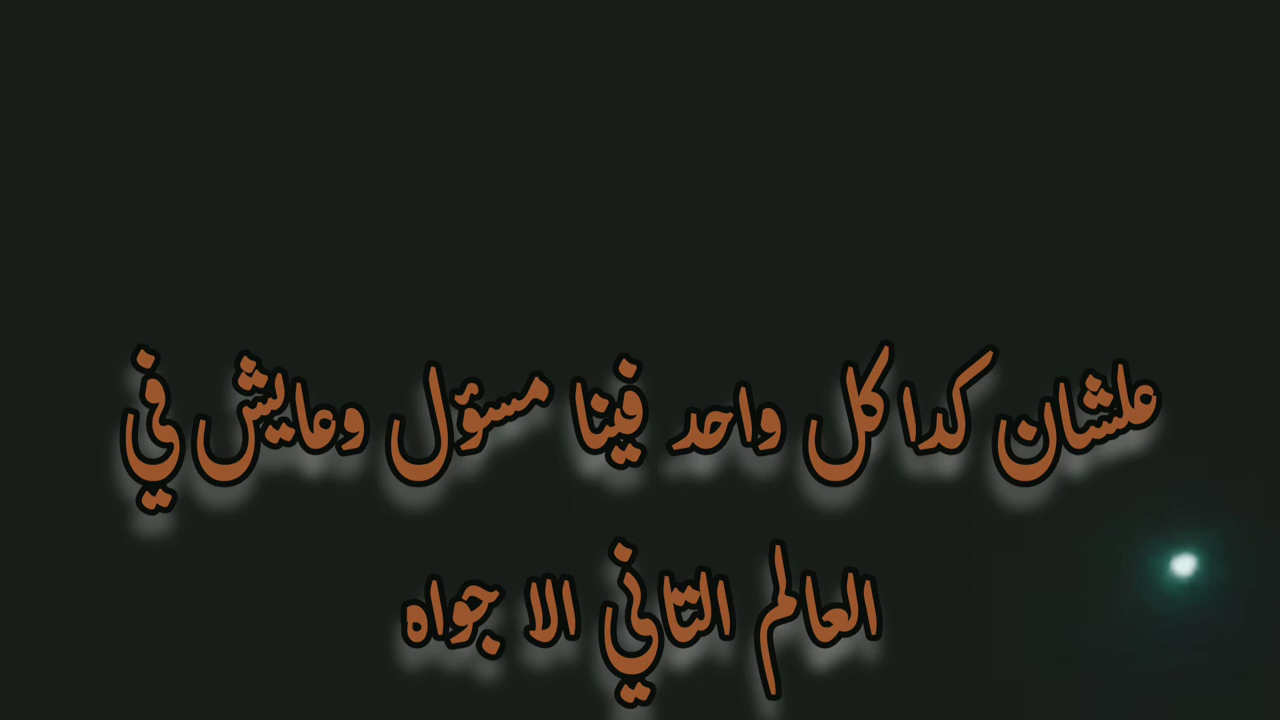 علشان كدا كل واحد فينا مسؤل وعايش في
العالم التاني الا جواه